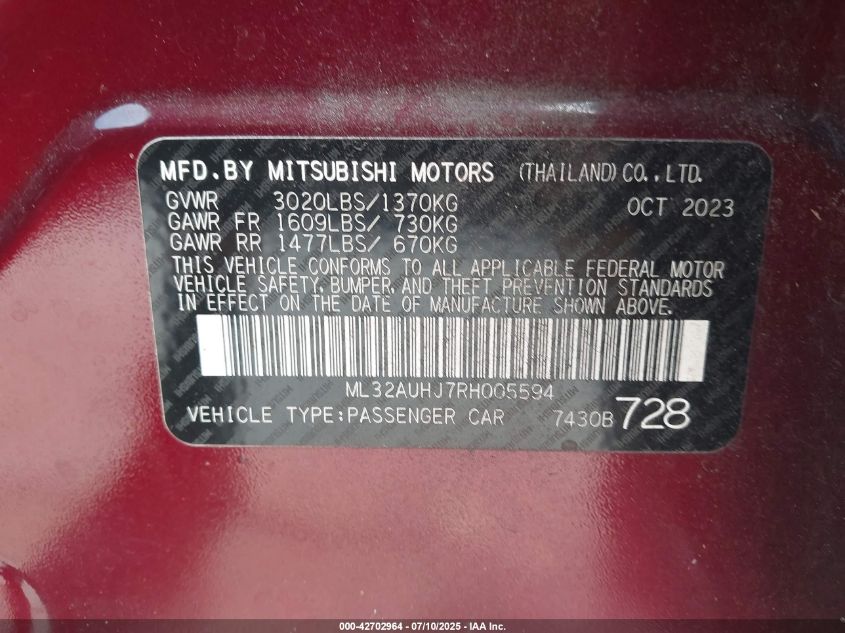 MFD.BY MITSUBISHI MOTORS (THAILAND) CO.,LTD.
GVWR 3020LBS/1370KG OCT 2023
GAWR FR 1609LBS/ 730KG
GAWR RR 1477LBS/ 670KG
THIS VEHICLE CONFORMS TO ALL APPLICABLE FEDERAL MOTOR
VEHICLE SAFETY, BUMPER, AND THEFT PREVENTION STANDARDS
IN EFFECT ON THE DATE OF MANUFACTURE SHOWN ABOVE.
ML32AUHJ7RH005594
VEHICLE TYPE:PASSENGER CAR 7430B 728
000-42702964 - 07/10/2025 - IAA Inc.